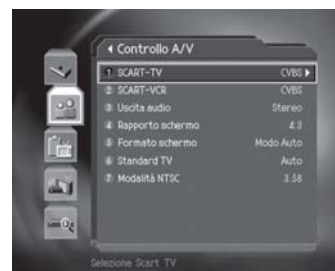 Controllo A/V
1 SCART-TV CVBS
2 SCART-VCR CVBS
3 Uscita audio Stereo
4 Rapporto schermo 4:3
5 Formato schermo Modo Auto
6 Standard TV Auto
7 Modalità NTSC 3.58
Selezione Scart TV